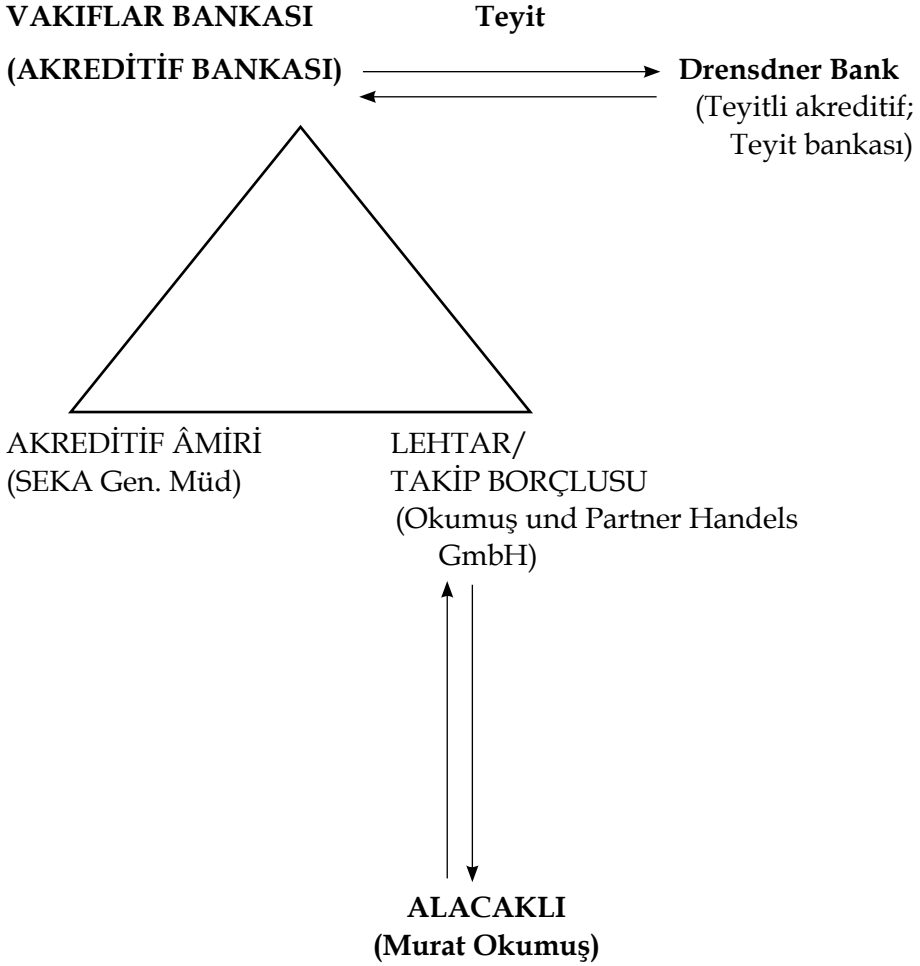 VAKIFLAR BANKASI Teyit
(AKREDİTİF BANKASI) Drensdner Bank
(Teyitli akreditif;
Teyit bankası)
AKREDİTİF ÂMİRİ LEHTAR/
(SEKA Gen. Müd) TAKİP BORÇLUSU
(Okumuş und Partner Handels
GmbH)
ALACAKLI
(Murat Okumuş)